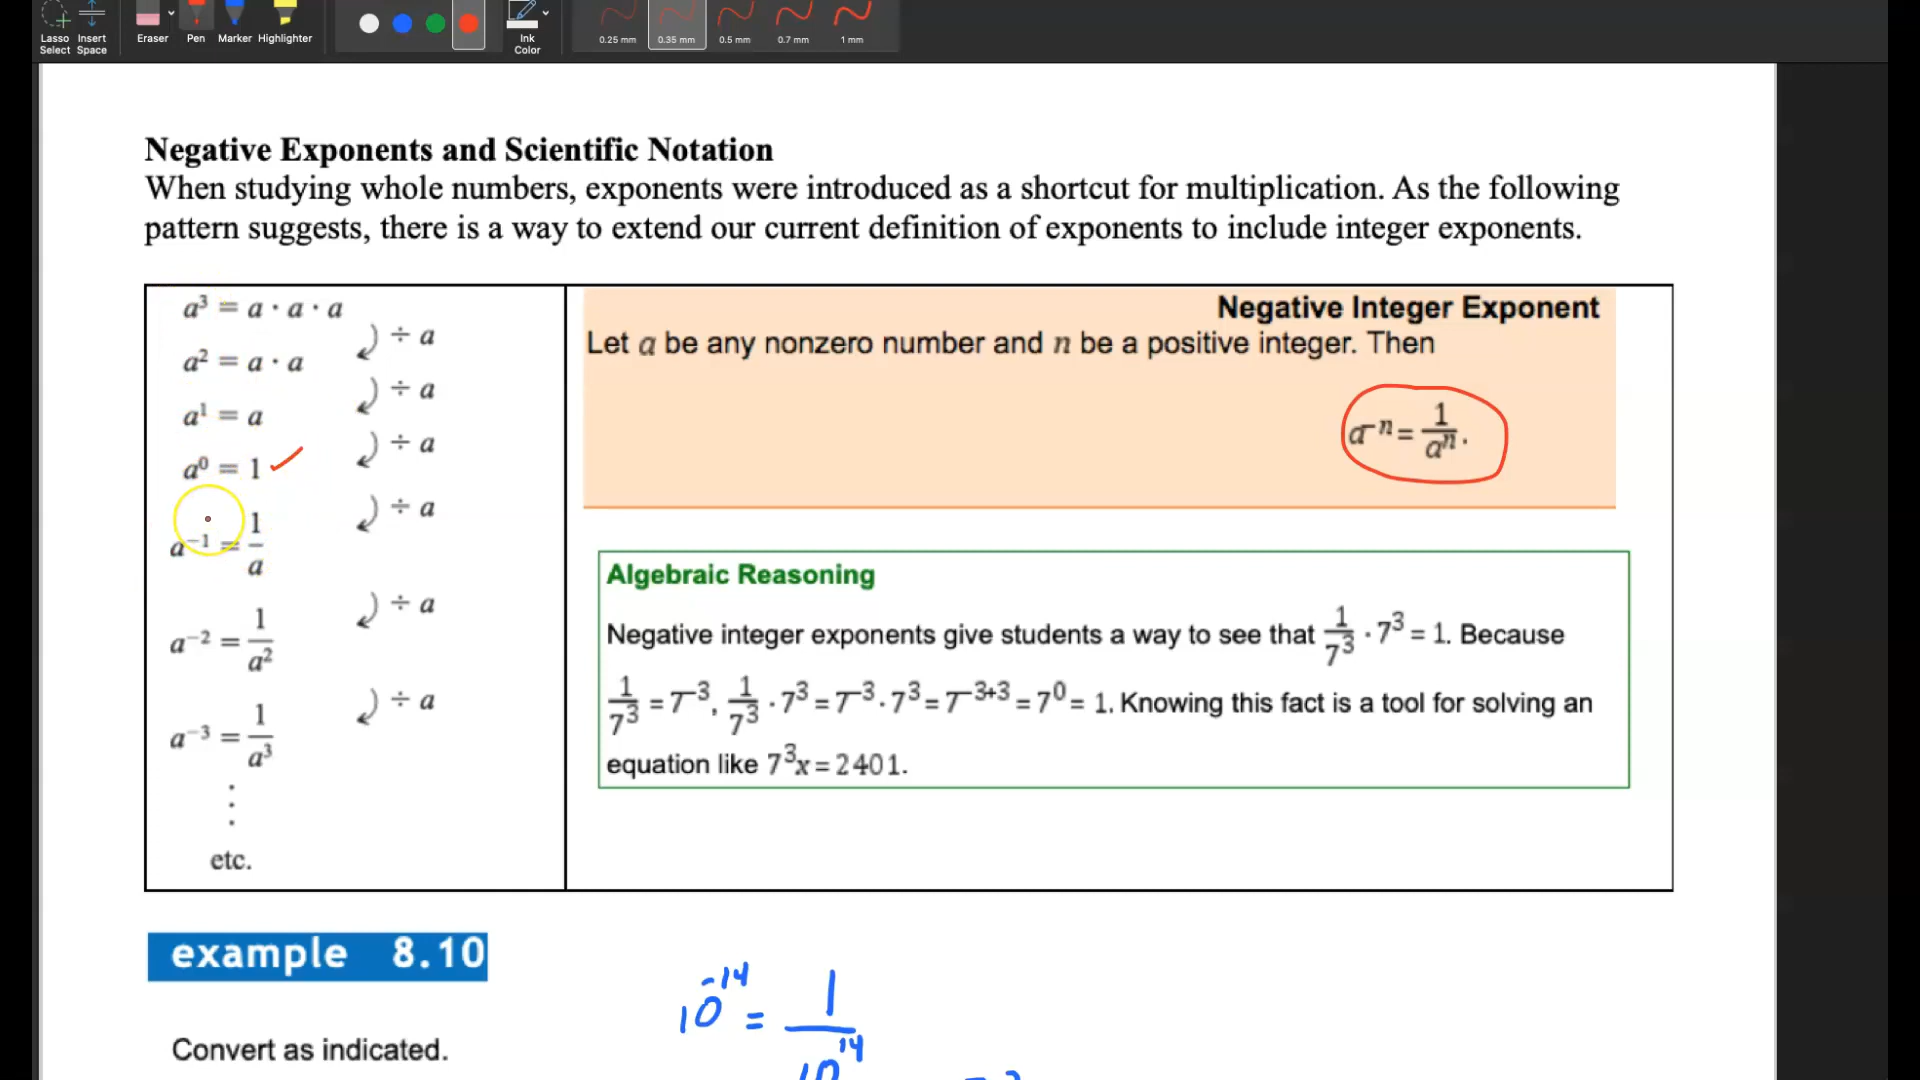 Lasso Select
Insert Space
Eraser
Pen
Marker
Highlighter
Ink Color
0.25 mm
0.35 mm
0.5 mm
0.7 mm
1 mm
Negative Exponents and Scientific Notation
When studying whole numbers, exponents were introduced as a shortcut for multiplication. As the following
pattern suggests, there is a way to extend our current definition of exponents to include integer exponents.
a³ = a · a · a
÷ a
a² = a · a
÷ a
a¹ = a
÷ a
a⁰ = 1
÷ a
a⁻¹ = 1/a
÷ a
a⁻² = 1/a²
÷ a
a⁻³ = 1/a³
⋮
etc.
Negative Integer Exponent
Let a be any nonzero number and n be a positive integer. Then
a⁻ⁿ = 1/aⁿ.
Algebraic Reasoning
Negative integer exponents give students a way to see that 1/7³ · 7³ = 1. Because
1/7³ = 7⁻³, 1/7³ · 7³ = 7⁻³ · 7³ = 7⁻³⁺³ = 7⁰ = 1. Knowing this fact is a tool for solving an
equation like 7³x = 2401.
example 8.10
10⁻¹⁴ = 1/10¹⁴
Convert as indicated.